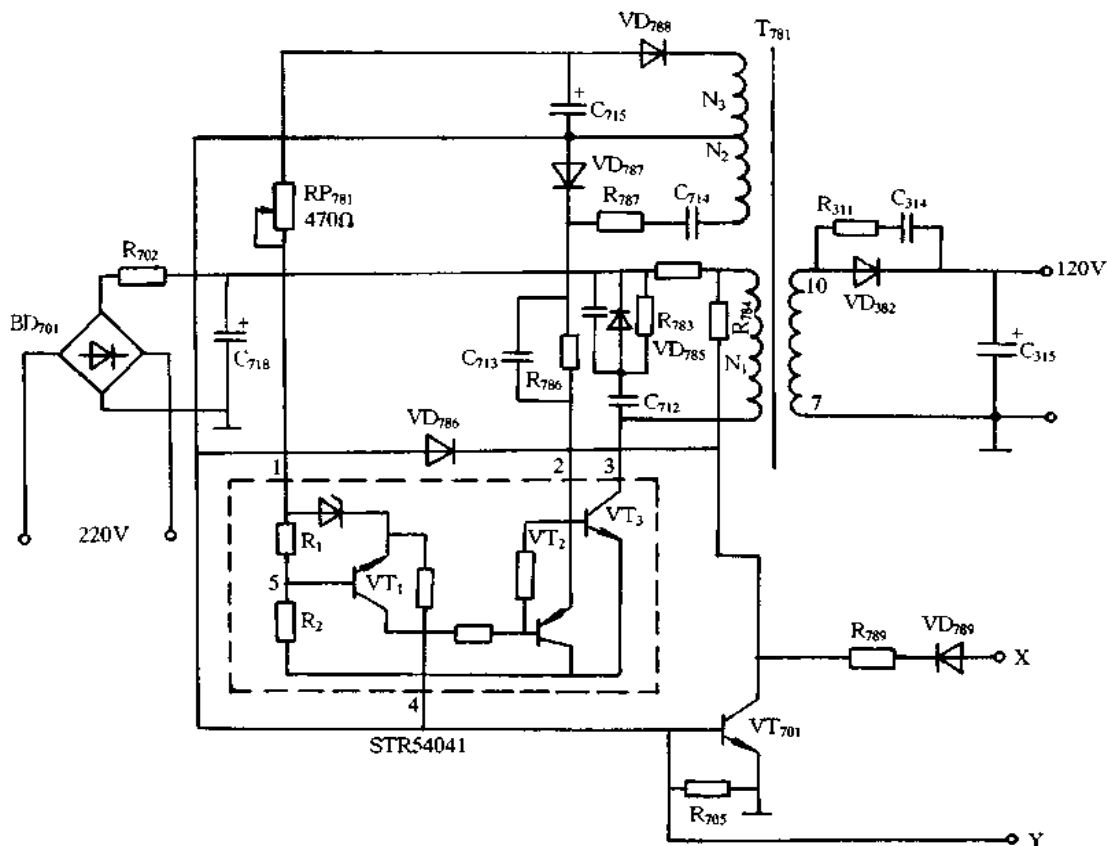 VD788
T781
N3
C715
N2
VD787
R787
C714
RP781
470Ω
R311
C314
R702
120V
10
VD382
BD701
C718
R783
R784
VD785
C713
R786
N1
C315
C712
7
VD786
1
2
3
220V
R1
VT2
VT3
5
VT1
R2
4
STR54041
R789
VD789
X
VT701
R705
Y
+
+
+